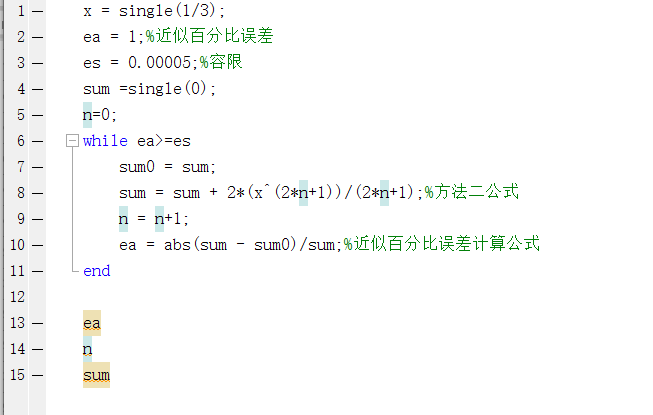 1 — x = single(1/3);
2 — ea = 1;%近似百分比误差
3 — es = 0.00005;%容限
4 — sum =single(0);
5 — n=0;
6 — while ea>=es
7 — sum0 = sum;
8 — sum = sum + 2*(x^(2*n+1))/(2*n+1);%方法二公式
9 — n = n+1;
10 — ea = abs(sum - sum0)/sum;%近似百分比误差计算公式
11 — end
12
13 — ea
14 — n
15 — sum